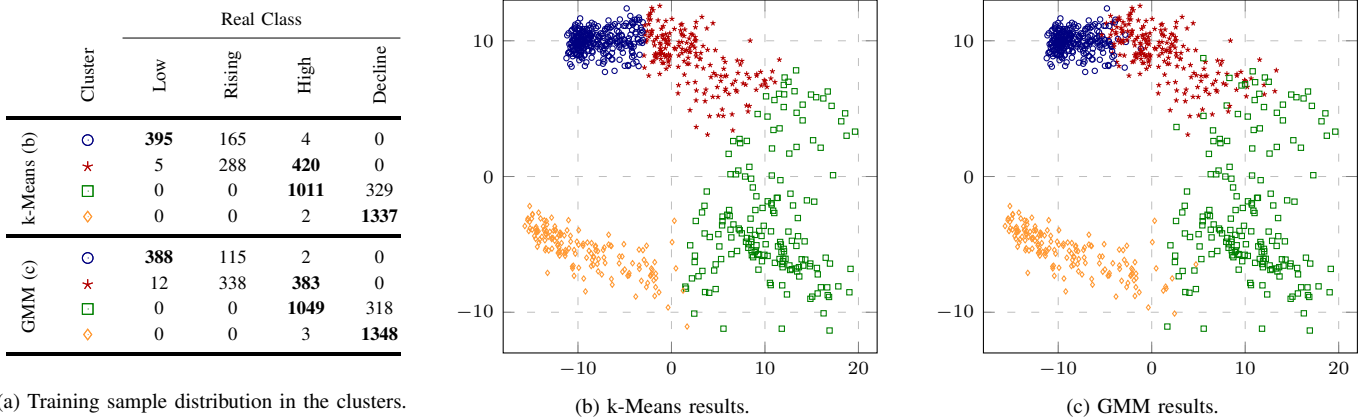 Real Class
Cluster Low Rising High Decline
k-Means (b)
395 165 4 0
5 288 420 0
0 0 1011 329
0 0 2 1337
GMM (c)
388 115 2 0
12 338 383 0
0 0 1049 318
0 0 3 1348
(a) Training sample distribution in the clusters.
10
0
−10
−10 0 10 20
(b) k-Means results.
10
0
−10
−10 0 10 20
(c) GMM results.